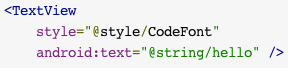 <TextView
style="@style/CodeFont"
android:text="@string/hello" />